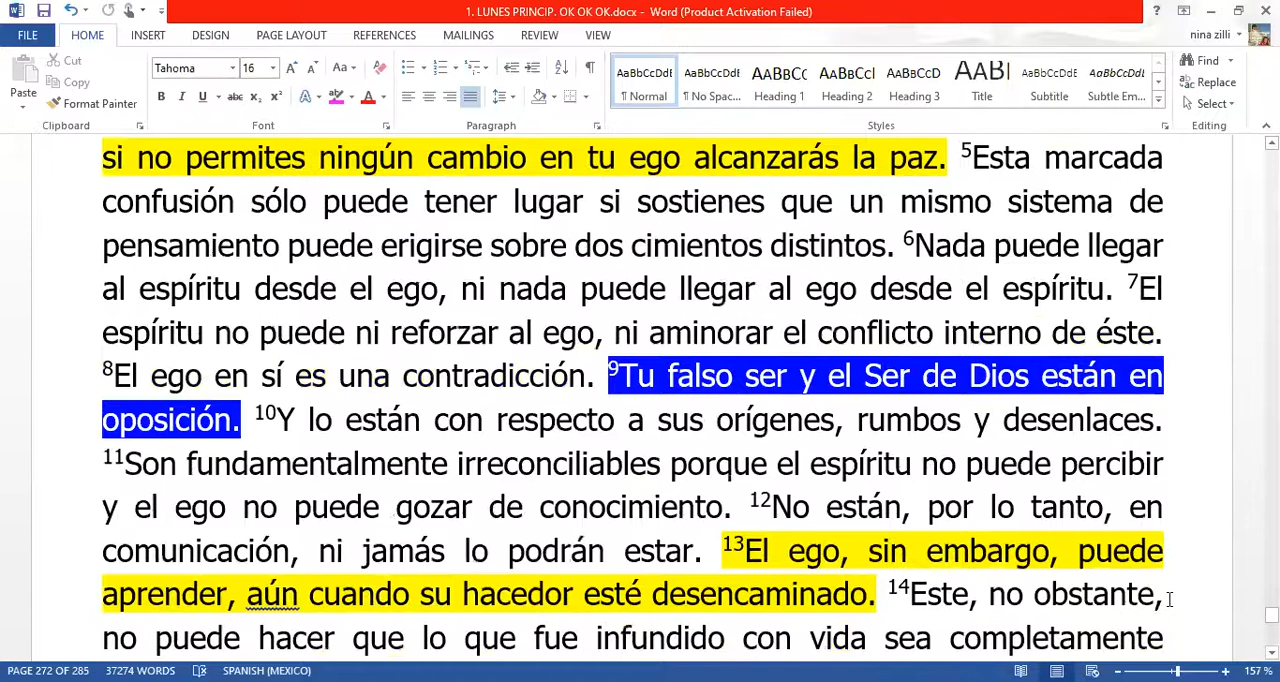 1. LUNES PRINCIP. OK OK OK.docx - Word (Product Activation Failed)
FILE HOME INSERT DESIGN PAGE LAYOUT REFERENCES MAILINGS REVIEW VIEW nina zilli
Paste Cut Copy Format Painter
Tahoma 16
AaBbCcDdE AaBbCcDdE AaBbCc AaBbCcC AaBbCcD AABI AaBbCcDdE AaBbCcDdE
¶ Normal ¶ No Spac... Heading 1 Heading 2 Heading 3 Title Subtitle Subtle Em...
Find Replace Select
Clipboard Font Paragraph Styles Editing
si no permites ningún cambio en tu ego alcanzarás la paz. ⁵Esta marcada
confusión sólo puede tener lugar si sostienes que un mismo sistema de
pensamiento puede erigirse sobre dos cimientos distintos. ⁶Nada puede llegar
al espíritu desde el ego, ni nada puede llegar al ego desde el espíritu. ⁷El
espíritu no puede ni reforzar al ego, ni aminorar el conflicto interno de éste.
⁸El ego en sí es una contradicción. ⁹Tu falso ser y el Ser de Dios están en
oposición. ¹⁰Y lo están con respecto a sus orígenes, rumbos y desenlaces.
¹¹Son fundamentalmente irreconciliables porque el espíritu no puede percibir
y el ego no puede gozar de conocimiento. ¹²No están, por lo tanto, en
comunicación, ni jamás lo podrán estar. ¹³El ego, sin embargo, puede
aprender, aún cuando su hacedor esté desencaminado. ¹⁴Este, no obstante,
no puede hacer que lo que fue infundido con vida sea completamente
PAGE 272 OF 285 37274 WORDS SPANISH (MEXICO) 157 %